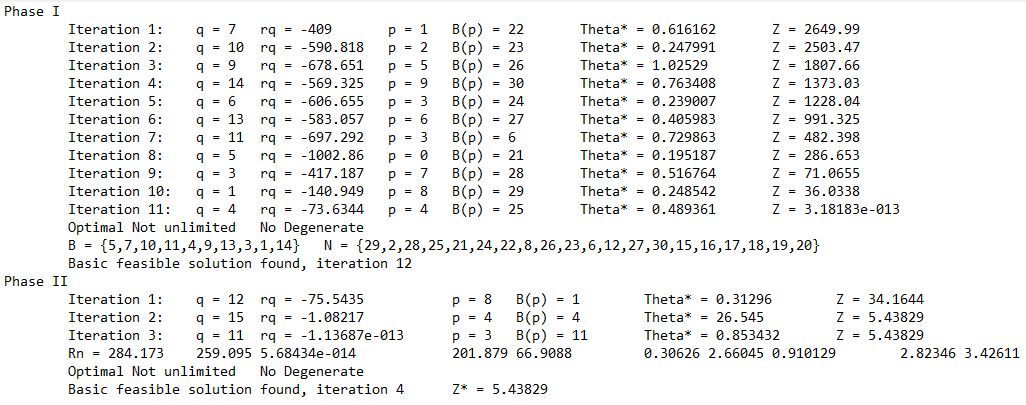 Phase I
Iteration 1: q = 7 rq = -409 p = 1 B(p) = 22 Theta* = 0.616162 Z = 2649.99
Iteration 2: q = 10 rq = -590.818 p = 2 B(p) = 23 Theta* = 0.247991 Z = 2503.47
Iteration 3: q = 9 rq = -678.651 p = 5 B(p) = 26 Theta* = 1.02529 Z = 1807.66
Iteration 4: q = 14 rq = -569.325 p = 9 B(p) = 30 Theta* = 0.763408 Z = 1373.03
Iteration 5: q = 6 rq = -606.655 p = 3 B(p) = 24 Theta* = 0.239007 Z = 1228.04
Iteration 6: q = 13 rq = -583.057 p = 6 B(p) = 27 Theta* = 0.405983 Z = 991.325
Iteration 7: q = 11 rq = -697.292 p = 3 B(p) = 6 Theta* = 0.729863 Z = 482.398
Iteration 8: q = 5 rq = -1002.86 p = 0 B(p) = 21 Theta* = 0.195187 Z = 286.653
Iteration 9: q = 3 rq = -417.187 p = 7 B(p) = 28 Theta* = 0.516764 Z = 71.0655
Iteration 10: q = 1 rq = -140.949 p = 8 B(p) = 29 Theta* = 0.248542 Z = 36.0338
Iteration 11: q = 4 rq = -73.6344 p = 4 B(p) = 25 Theta* = 0.489361 Z = 3.18183e-013
Optimal Not unlimited No Degenerate
B = {5,7,10,11,4,9,13,3,1,14} N = {29,2,28,25,21,24,22,8,26,23,6,12,27,30,15,16,17,18,19,20}
Basic feasible solution found, iteration 12
Phase II
Iteration 1: q = 12 rq = -75.5435 p = 8 B(p) = 1 Theta* = 0.31296 Z = 34.1644
Iteration 2: q = 15 rq = -1.08217 p = 4 B(p) = 4 Theta* = 26.545 Z = 5.43829
Iteration 3: q = 11 rq = -1.13687e-013 p = 3 B(p) = 11 Theta* = 0.853432 Z = 5.43829
Rn = 284.173 259.095 5.68434e-014 201.879 66.9088 0.30626 2.66045 0.910129 2.82346 3.42611
Optimal Not unlimited No Degenerate
Basic feasible solution found, iteration 4 Z* = 5.43829